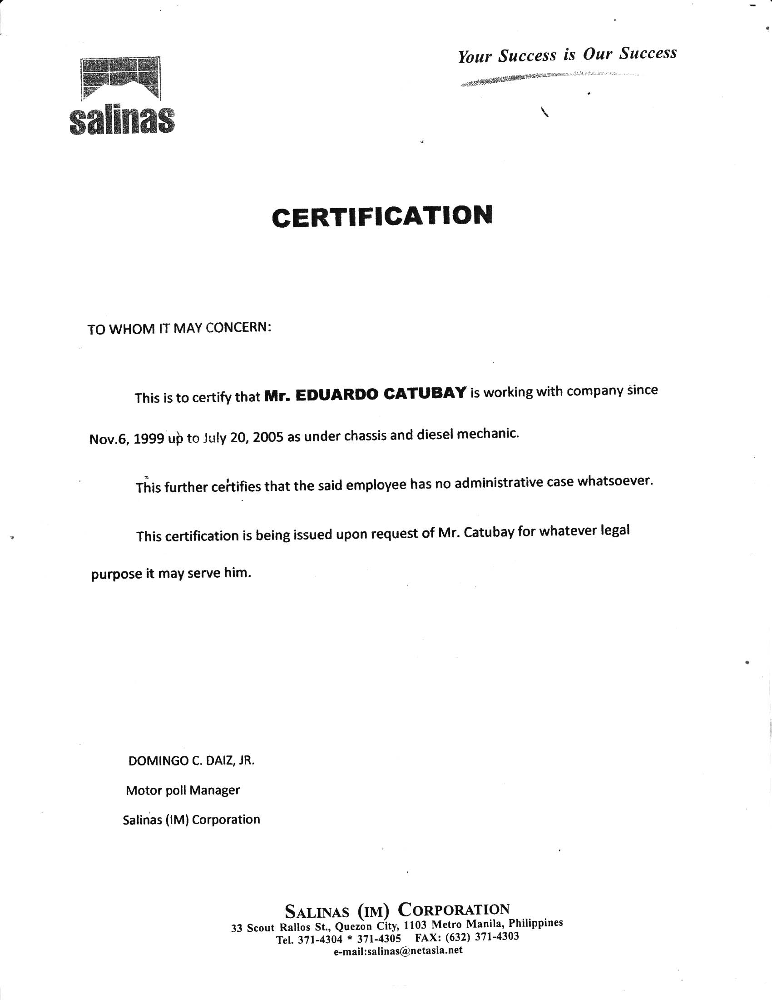 Your Success is Our Success
salinas
CERTIFICATION
TO WHOM IT MAY CONCERN:
This is to certify that Mr. EDUARDO CATUBAY is working with company since
Nov.6, 1999 up to July 20, 2005 as under chassis and diesel mechanic.
This further certifies that the said employee has no administrative case whatsoever.
This certification is being issued upon request of Mr. Catubay for whatever legal
purpose it may serve him.
DOMINGO C. DAIZ, JR.
Motor poll Manager
Salinas (IM) Corporation
SALINAS (IM) CORPORATION
33 Scout Rallos St., Quezon City, 1103 Metro Manila, Philippines
Tel. 371-4304 * 371-4305 FAX: (632) 371-4303
e-mail:salinas@netasia.net